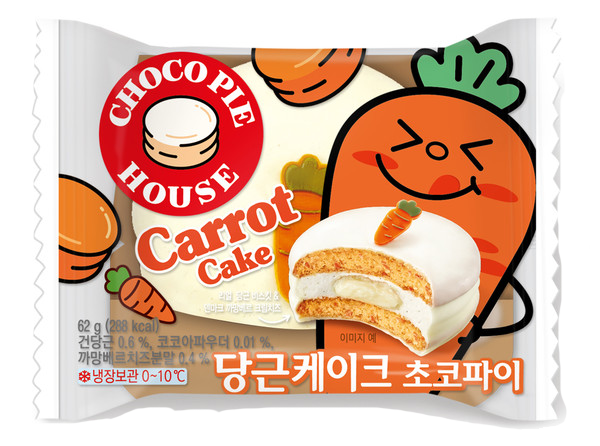 CHOCO PIE
HOUSE
Carrot
Cake
이미지 예
62 g (288 kcal)
건당근 0.6 %, 코코아파우더 0.01 %,
까망베르치즈분말 0.4 %
냉장보관 0~10℃
당근케이크 초코파이